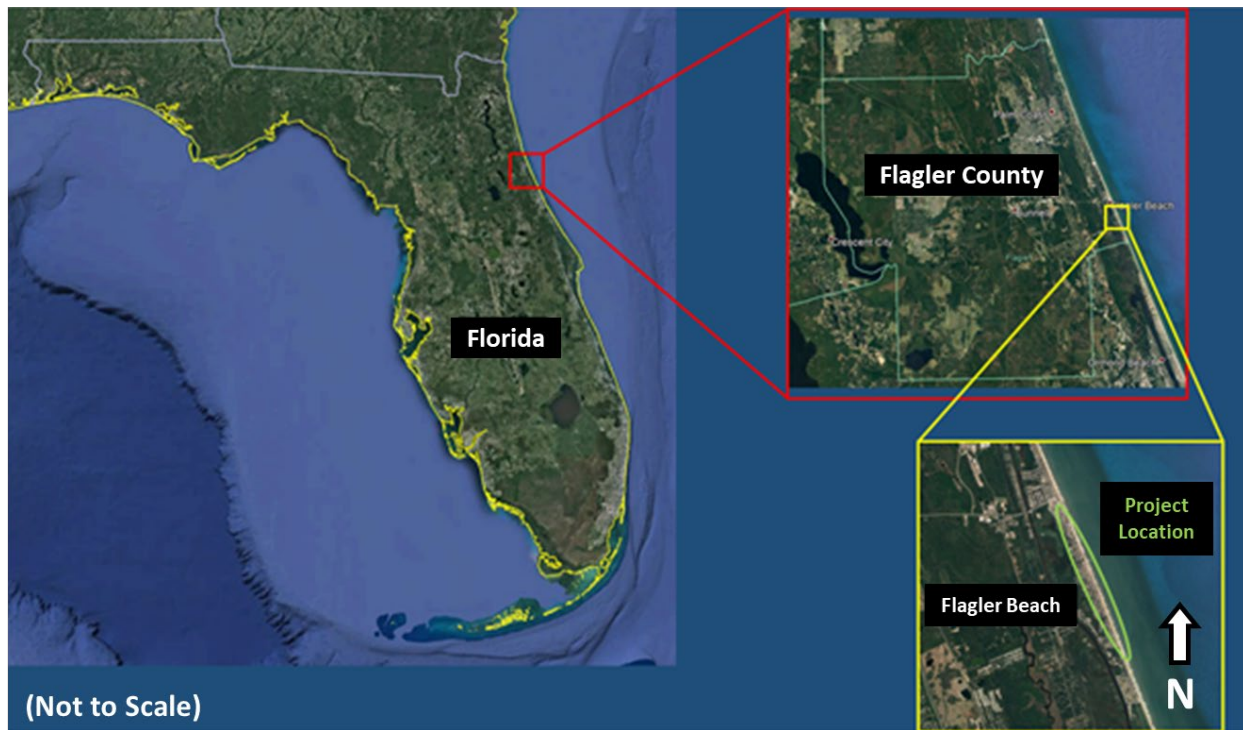 Florida
(Not to Scale)
Flagler County
Crescent City
Project
Location
Flagler Beach
N